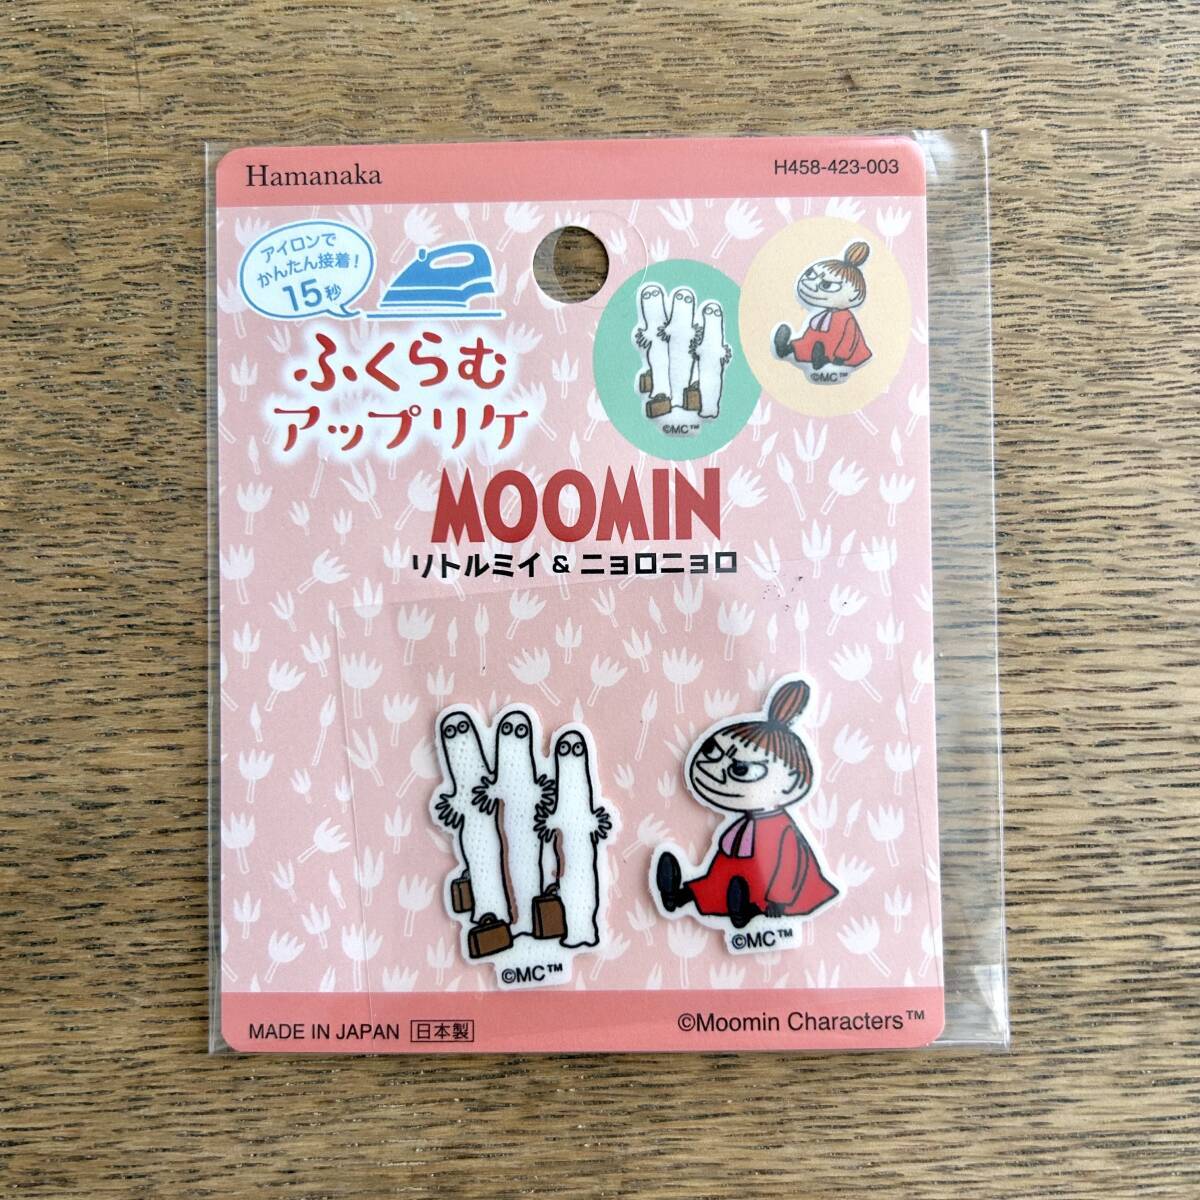 Hamanaka
H458-423-003
アイロンで
かんたん接着!
15秒
ふくらむ
アップリケ
©MC™
©MC™
MOOMIN
リトルミイ & ニョロニョロ
©MC™
©MC™
MADE IN JAPAN 日本製
©Moomin Characters™